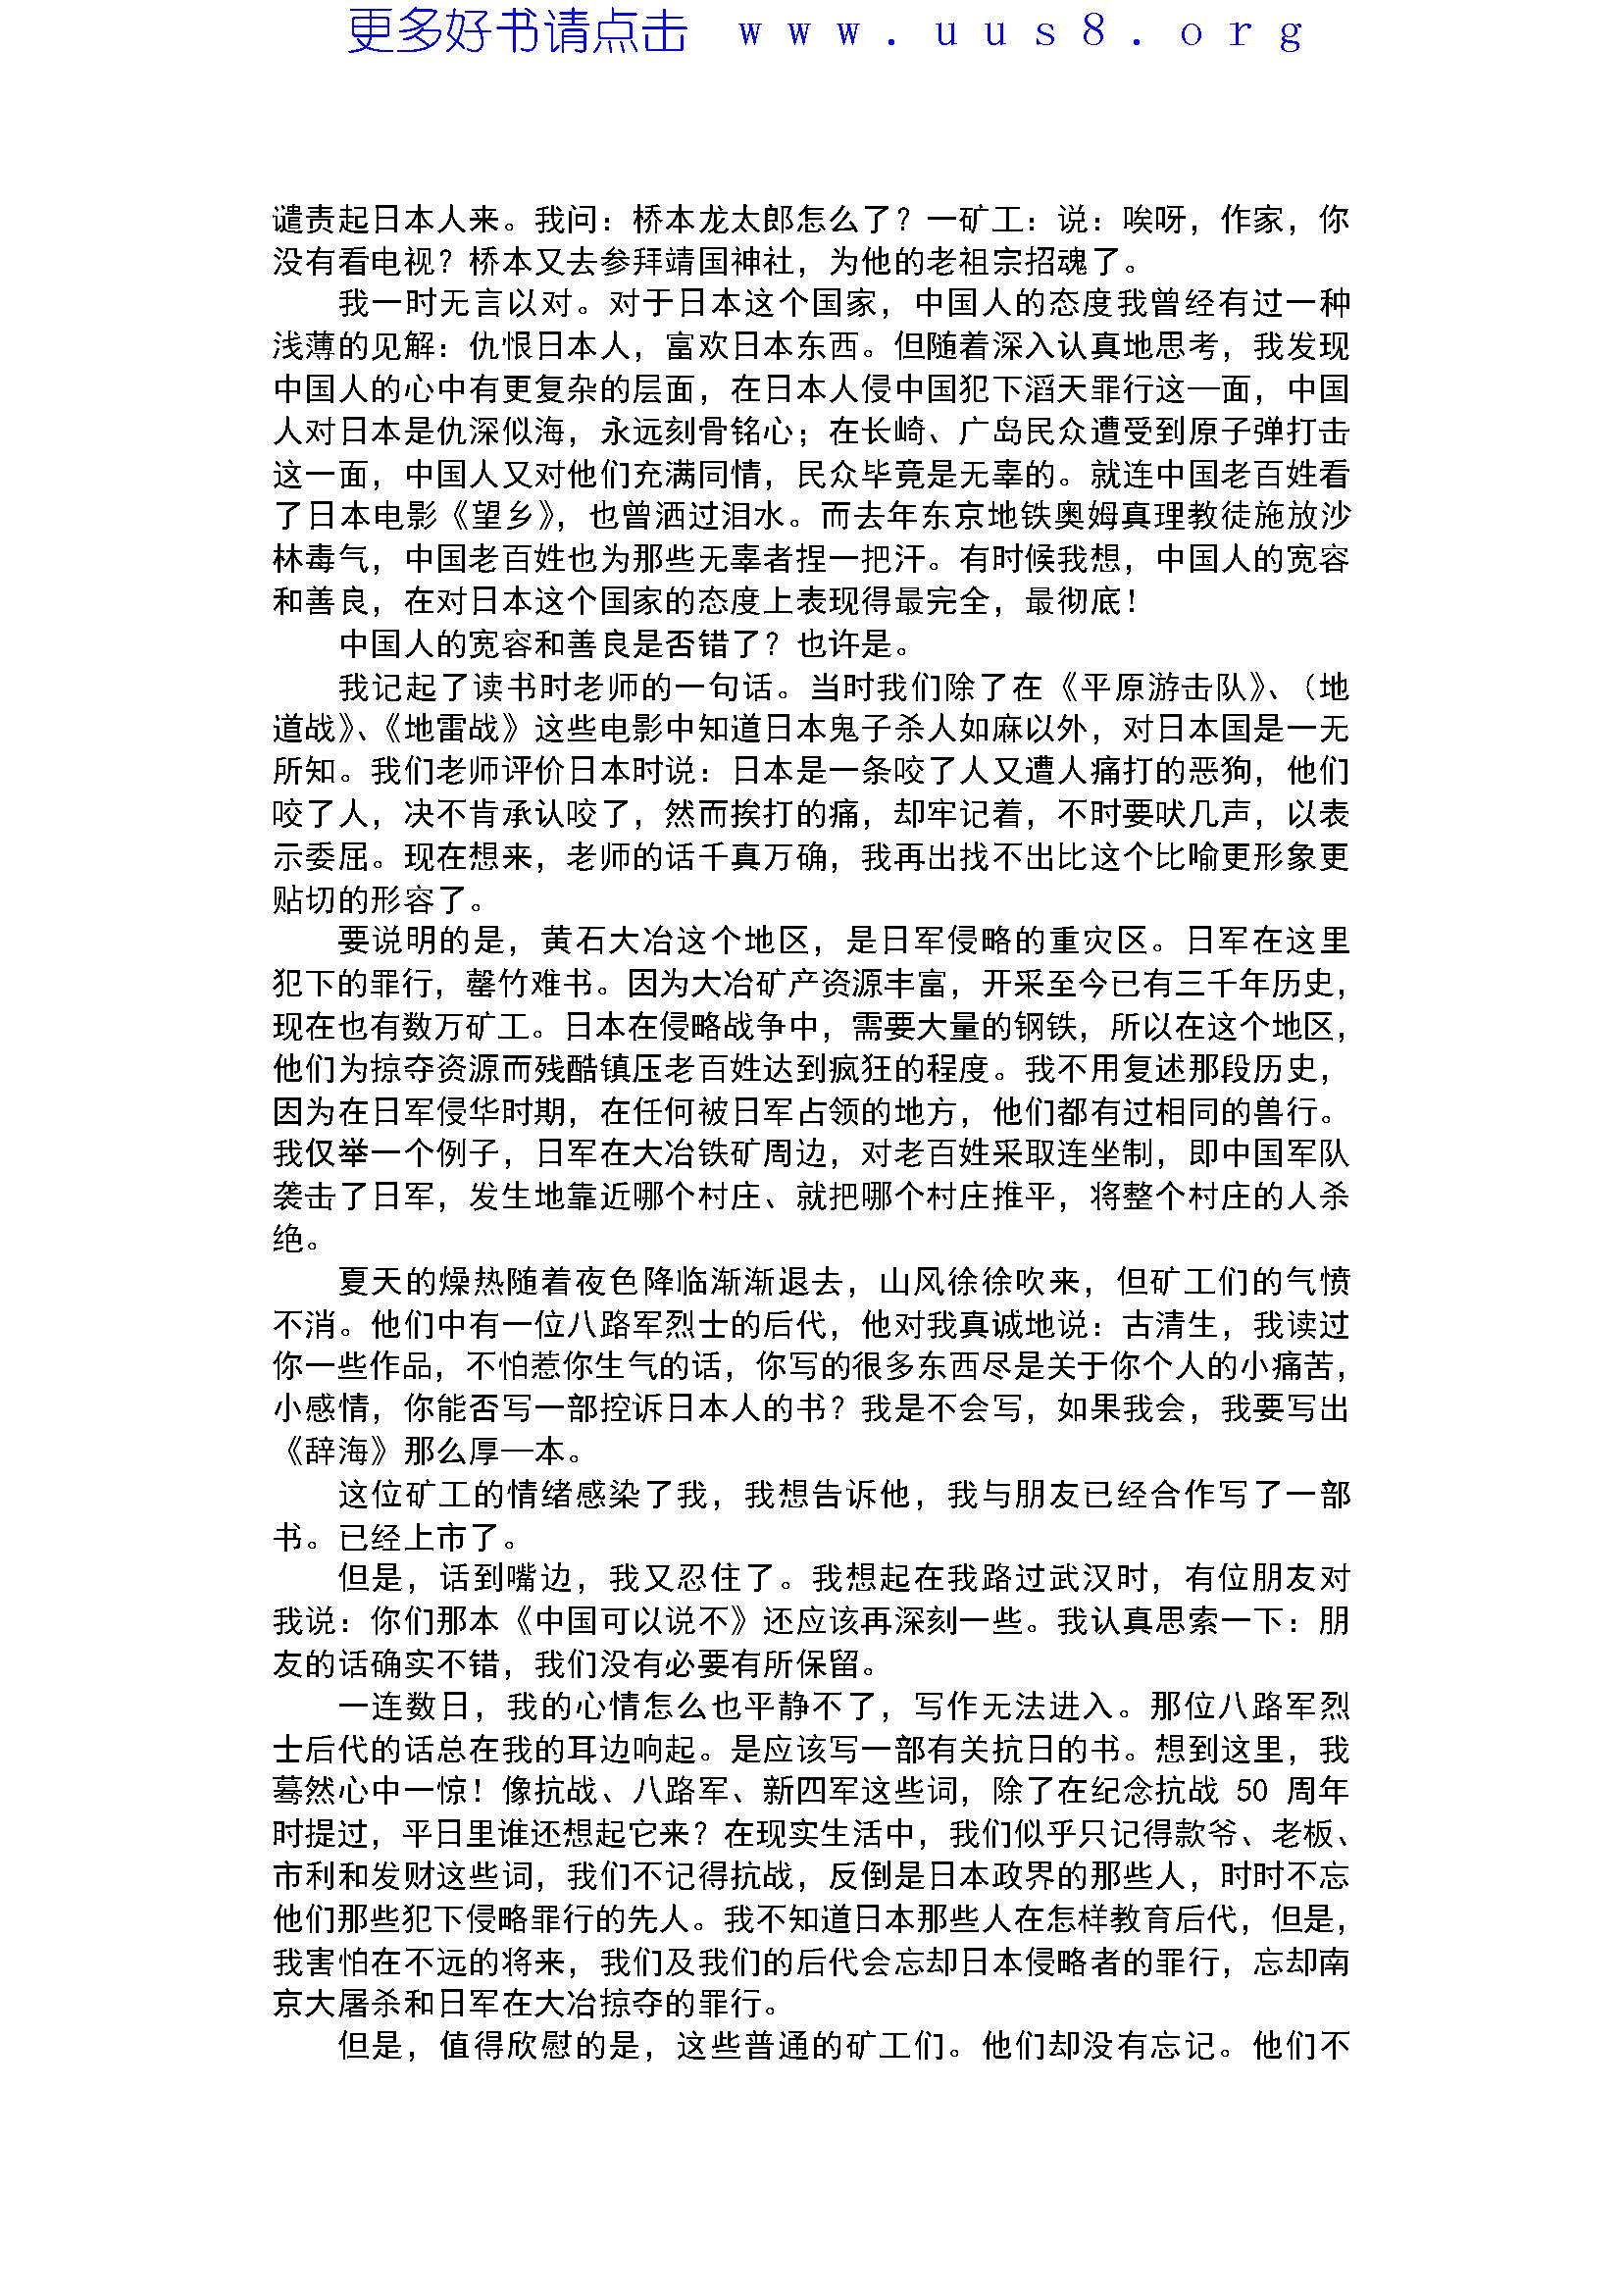 更多好书请点击 www.uus8.org
谴责起日本人来。我问：桥本龙太郎怎么了？一矿工：说：唉呀，作家，你
没有看电视？桥本又去参拜靖国神社，为他的老祖宗招魂了。
我一时无言以对。对于日本这个国家，中国人的态度我曾经有过一种
浅薄的见解：仇恨日本人，富欢日本东西。但随着深入认真地思考，我发现
中国人的心中有更复杂的层面，在日本人侵中国犯下滔天罪行这—面，中国
人对日本是仇深似海，永远刻骨铭心；在长崎、广岛民众遭受到原子弹打击
这一面，中国人又对他们充满同情，民众毕竟是无辜的。就连中国老百姓看
了日本电影《望乡》，也曾洒过泪水。而去年东京地铁奥姆真理教徒施放沙
林毒气，中国老百姓也为那些无辜者捏一把汗。有时候我想，中国人的宽容
和善良，在对日本这个国家的态度上表现得最完全，最彻底！
中国人的宽容和善良是否错了？也许是。
我记起了读书时老师的一句话。当时我们除了在《平原游击队》、（地
道战》、《地雷战》这些电影中知道日本鬼子杀人如麻以外，对日本国是一无
所知。我们老师评价日本时说：日本是一条咬了人又遭人痛打的恶狗，他们
咬了人，决不肯承认咬了，然而挨打的痛，却牢记着，不时要吠几声，以表
示委屈。现在想来，老师的话千真万确，我再出找不出比这个比喻更形象更
贴切的形容了。
要说明的是，黄石大冶这个地区，是日军侵略的重灾区。日军在这里
犯下的罪行，罄竹难书。因为大冶矿产资源丰富，开采至今已有三千年历史，
现在也有数万矿工。日本在侵略战争中，需要大量的钢铁，所以在这个地区，
他们为掠夺资源而残酷镇压老百姓达到疯狂的程度。我不用复述那段历史，
因为在日军侵华时期，在任何被日军占领的地方，他们都有过相同的兽行。
我仅举一个例子，日军在大冶铁矿周边，对老百姓采取连坐制，即中国军队
袭击了日军，发生地靠近哪个村庄、就把哪个村庄推平，将整个村庄的人杀
绝。
夏天的燥热随着夜色降临渐渐退去，山风徐徐吹来，但矿工们的气愤
不消。他们中有一位八路军烈士的后代，他对我真诚地说：古清生，我读过
你一些作品，不怕惹你生气的话，你写的很多东西尽是关于你个人的小痛苦，
小感情，你能否写一部控诉日本人的书？我是不会写，如果我会，我要写出
《辞海》那么厚—本。
这位矿工的情绪感染了我，我想告诉他，我与朋友已经合作写了一部
书。已经上市了。
但是，话到嘴边，我又忍住了。我想起在我路过武汉时，有位朋友对
我说：你们那本《中国可以说不》还应该再深刻一些。我认真思索一下：朋
友的话确实不错，我们没有必要有所保留。
一连数日，我的心情怎么也平静不了，写作无法进入。那位八路军烈
士后代的话总在我的耳边响起。是应该写一部有关抗日的书。想到这里，我
蓦然心中一惊！像抗战、八路军、新四军这些词，除了在纪念抗战 50 周年
时提过，平日里谁还想起它来？在现实生活中，我们似乎只记得款爷、老板、
市利和发财这些词，我们不记得抗战，反倒是日本政界的那些人，时时不忘
他们那些犯下侵略罪行的先人。我不知道日本那些人在怎样教育后代，但是，
我害怕在不远的将来，我们及我们的后代会忘却日本侵略者的罪行，忘却南
京大屠杀和日军在大冶掠夺的罪行。
但是，值得欣慰的是，这些普通的矿工们。他们却没有忘记。他们不